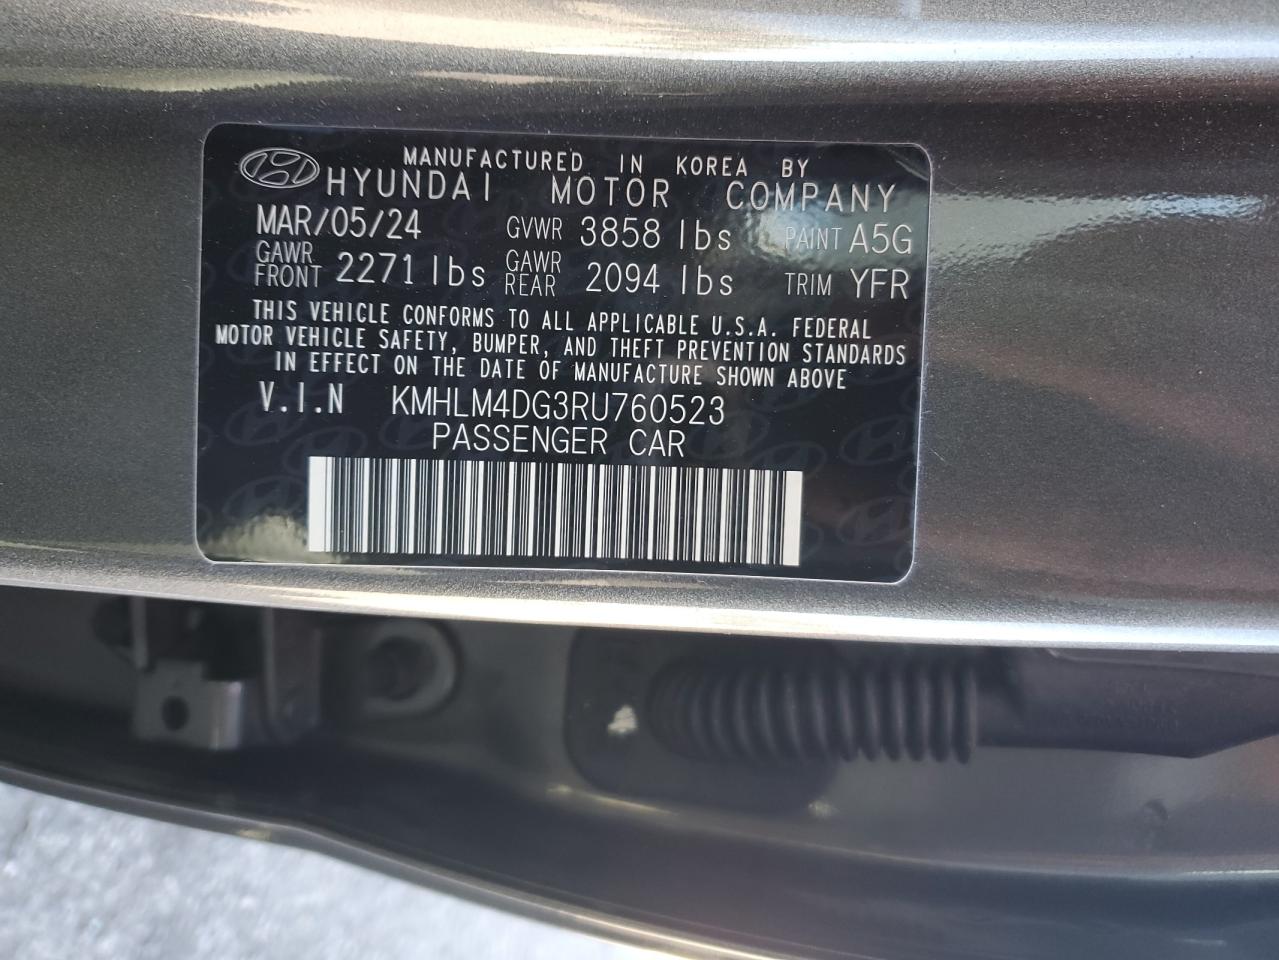 MANUFACTURED IN KOREA BY
HYUNDAI MOTOR COMPANY
MAR/05/24 GVWR 3858 lbs PAINT A5G
GAWR FRONT 2271 lbs GAWR REAR 2094 lbs TRIM YFR
THIS VEHICLE CONFORMS TO ALL APPLICABLE U.S.A. FEDERAL
MOTOR VEHICLE SAFETY, BUMPER, AND THEFT PREVENTION STANDARDS
IN EFFECT ON THE DATE OF MANUFACTURE SHOWN ABOVE
V.I.N KMHLM4DG3RU760523
PASSENGER CAR